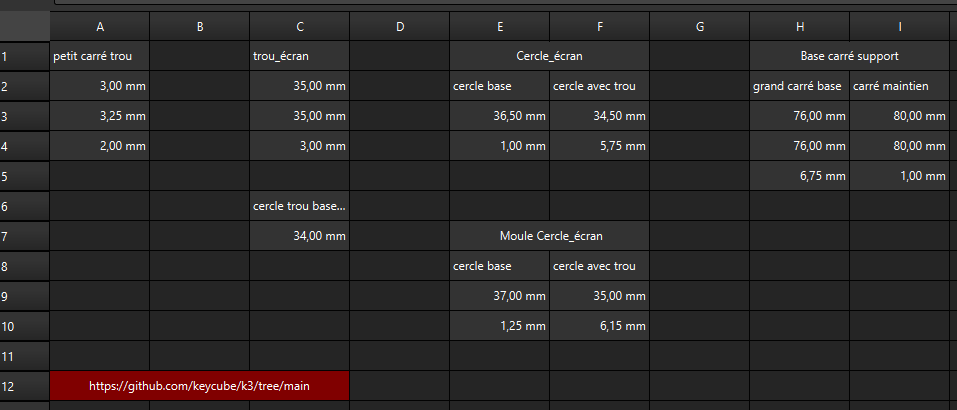 A B C D E F G H I
1 petit carré trou trou_écran Cercle_écran Base carré support
2 3,00 mm 35,00 mm cercle base cercle avec trou grand carré base carré maintien
3 3,25 mm 35,00 mm 36,50 mm 34,50 mm 76,00 mm 80,00 mm
4 2,00 mm 3,00 mm 1,00 mm 5,75 mm 76,00 mm 80,00 mm
5 6,75 mm 1,00 mm
6 cercle trou base...
7 34,00 mm Moule Cercle_écran
8 cercle base cercle avec trou
9 37,00 mm 35,00 mm
10 1,25 mm 6,15 mm
11
12 https://github.com/keycube/k3/tree/main